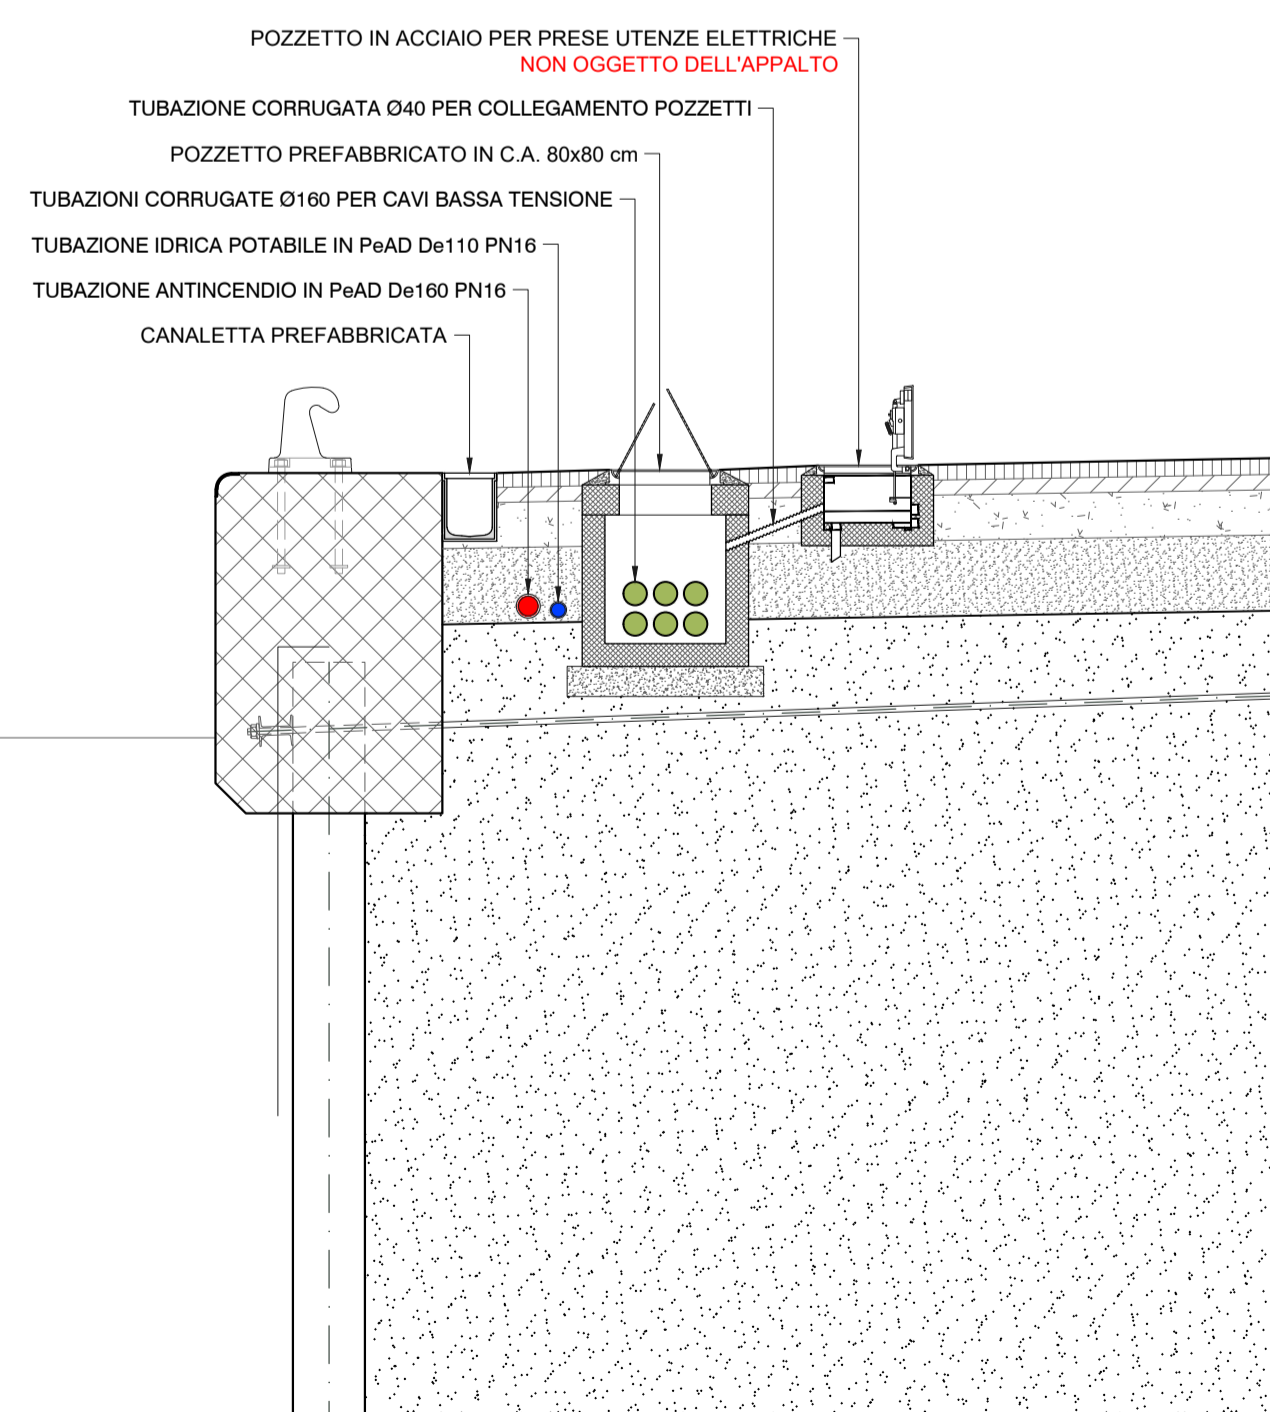 POZZETTO IN ACCIAIO PER PRESE UTENZE ELETTRICHE
NON OGGETTO DELL'APPALTO
TUBAZIONE CORRUGATA Ø40 PER COLLEGAMENTO POZZETTI
POZZETTO PREFABBRICATO IN C.A. 80x80 cm
TUBAZIONI CORRUGATE Ø160 PER CAVI BASSA TENSIONE
TUBAZIONE IDRICA POTABILE IN PeAD De110 PN16
TUBAZIONE ANTINCENDIO IN PeAD De160 PN16
CANALETTA PREFABBRICATA